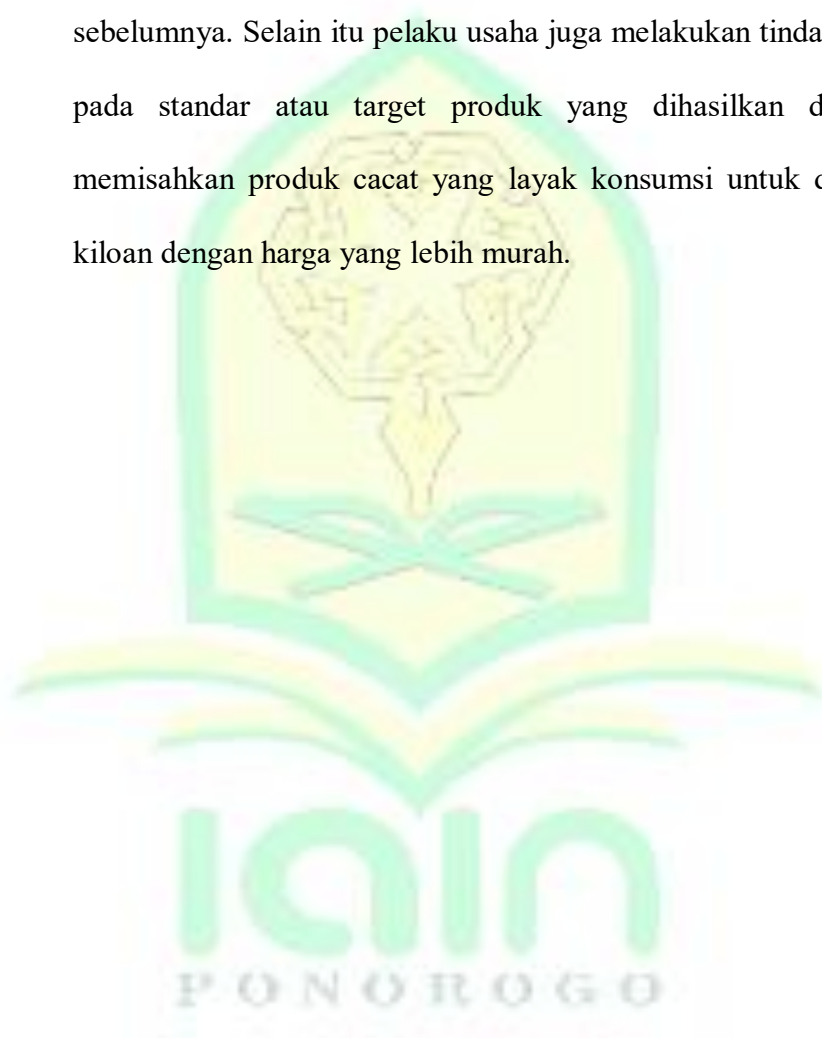 sebelumnya. Selain itu pelaku usaha juga melakukan tinda
pada standar atau target produk yang dihasilkan d
memisahkan produk cacat yang layak konsumsi untuk
kiloan dengan harga yang lebih murah.
iain
PONOROGO